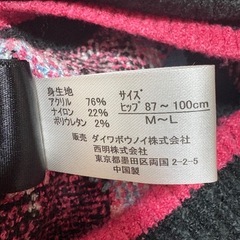 身生地
アクリル 76%
ナイロン 22%
ポリウレタン 2%
サイズ
ヒップ 87～100cm
M～L
販売 ダイワボウノイ株式会社
西明株式会社
東京都墨田区両国2-2-5
中国製